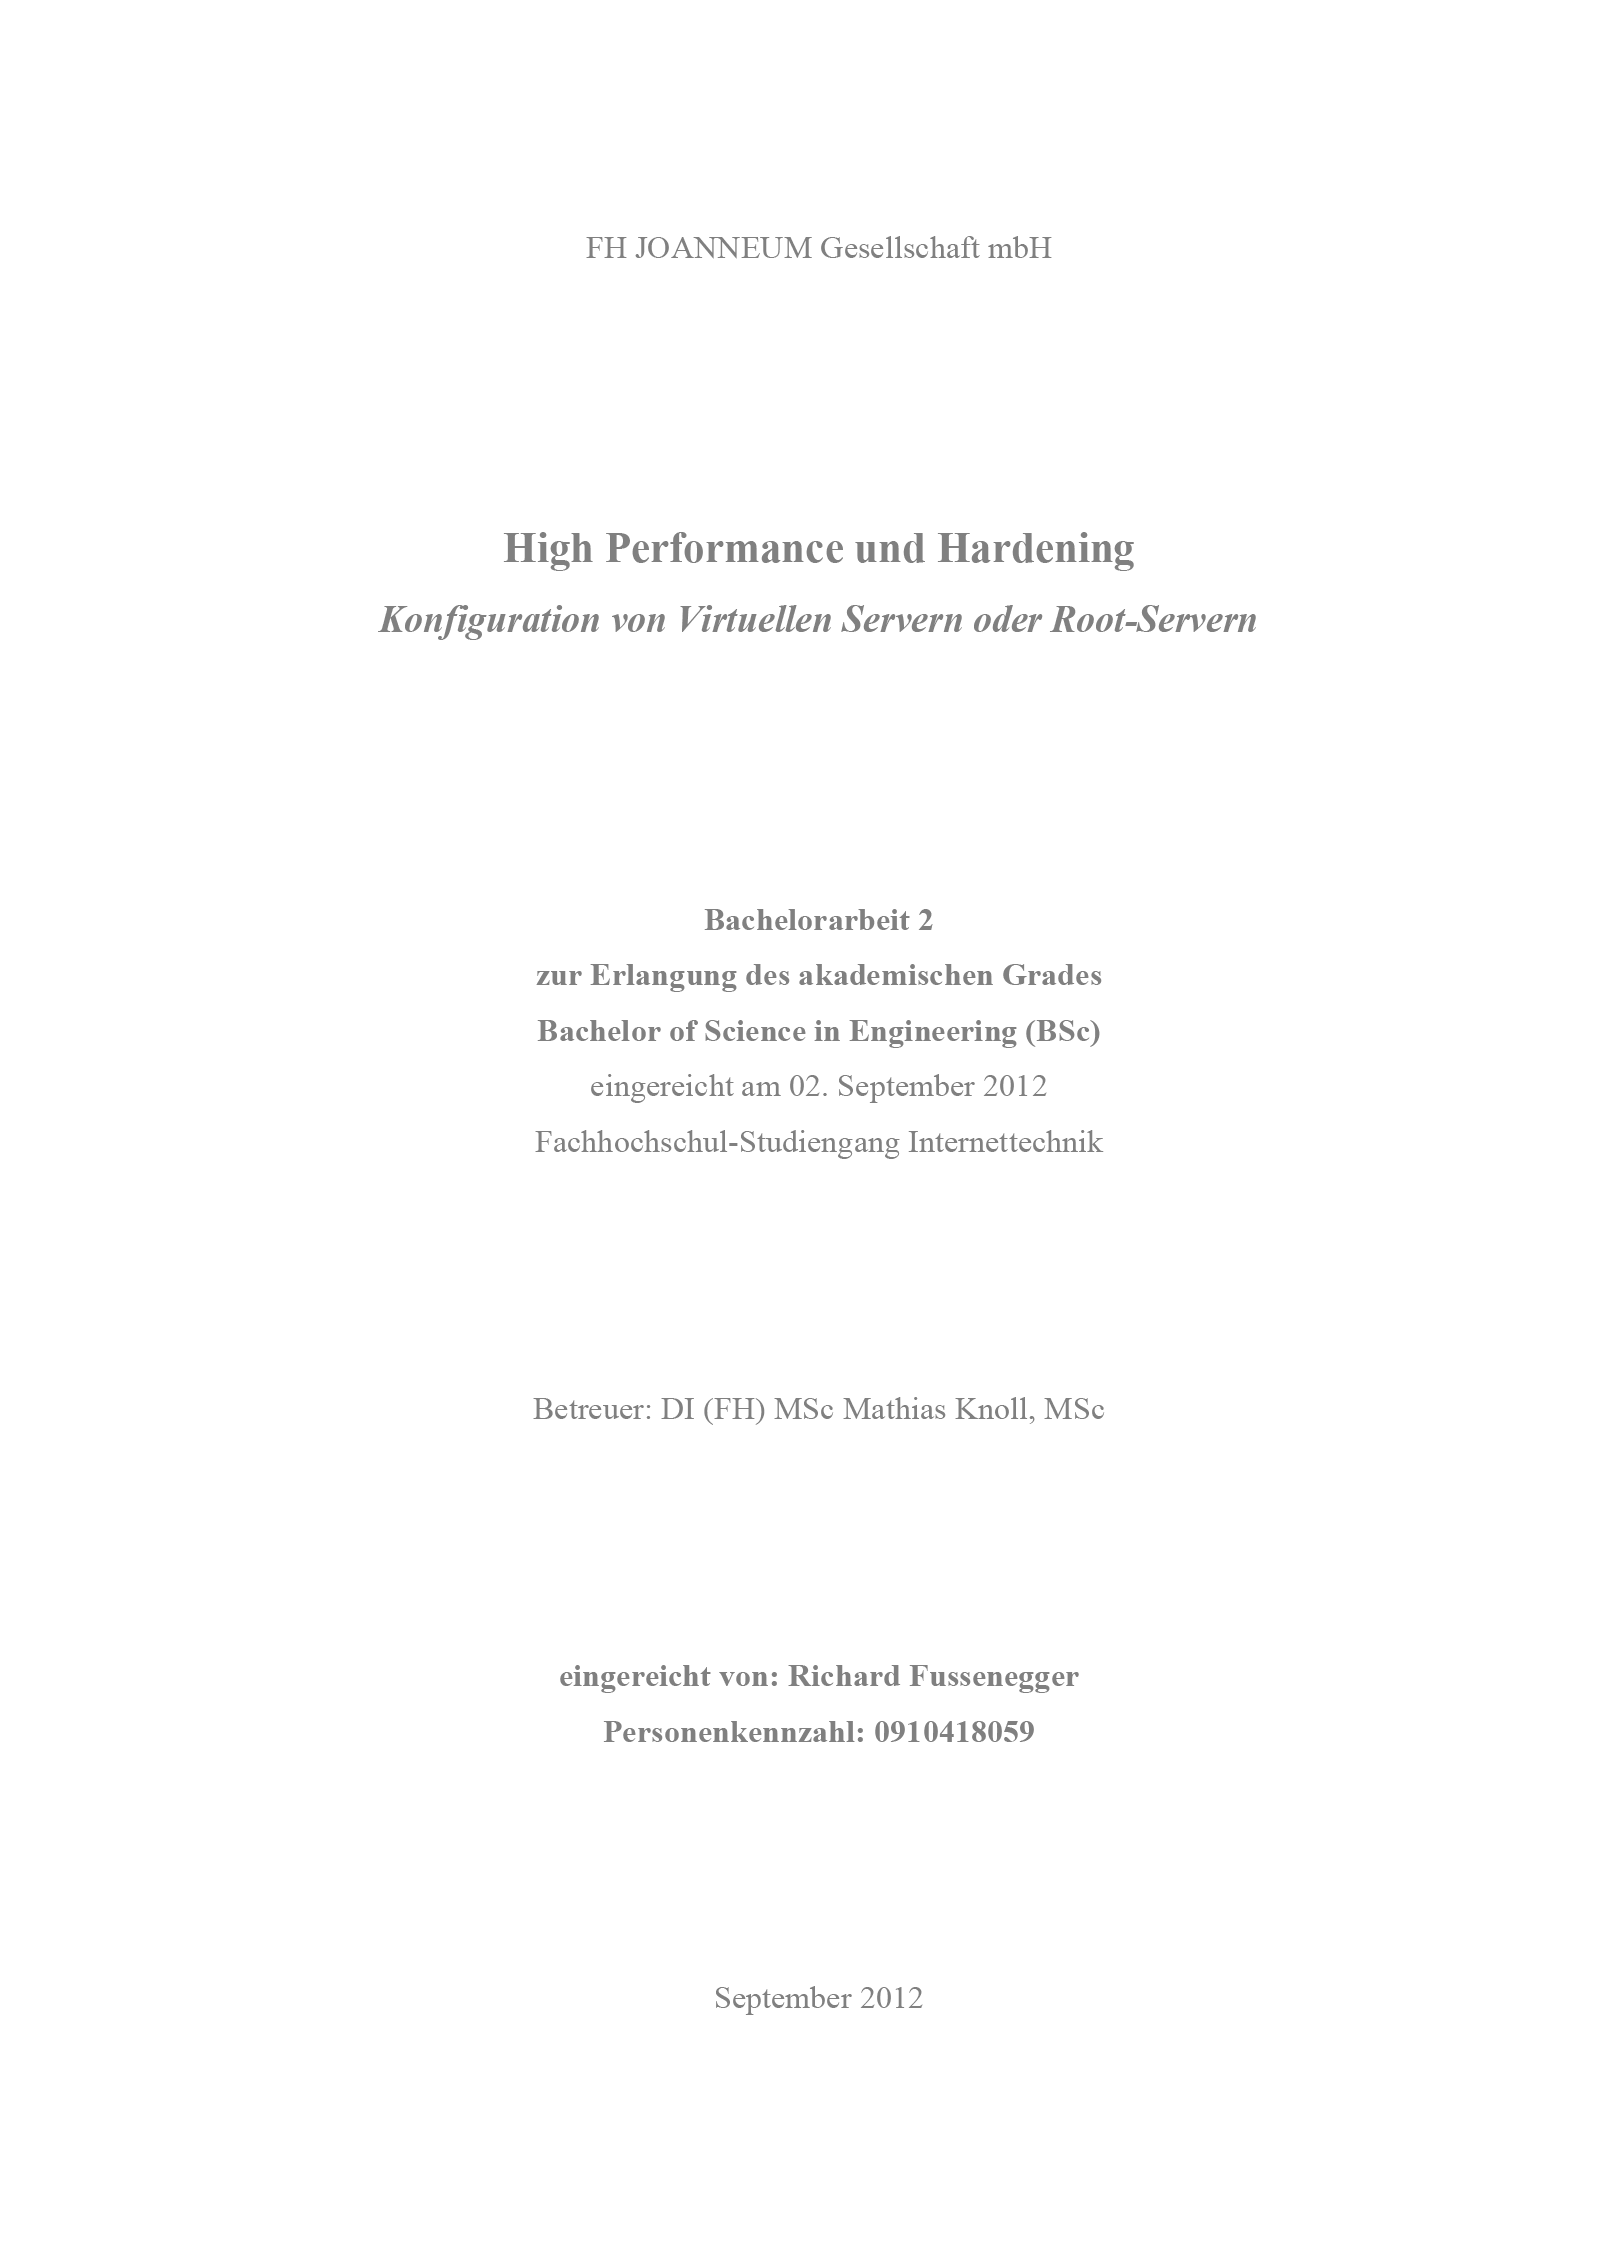 FH JOANNEUM Gesellschaft mbH
High Performance und Hardening
Konfiguration von Virtuellen Servern oder Root-Servern
Bachelorarbeit 2
zur Erlangung des akademischen Grades
Bachelor of Science in Engineering (BSc)
eingereicht am 02. September 2012
Fachhochschul-Studiengang Internettechnik
Betreuer: DI (FH) MSc Mathias Knoll, MSc
eingereicht von: Richard Fussenegger
Personenkennzahl: 0910418059
September 2012